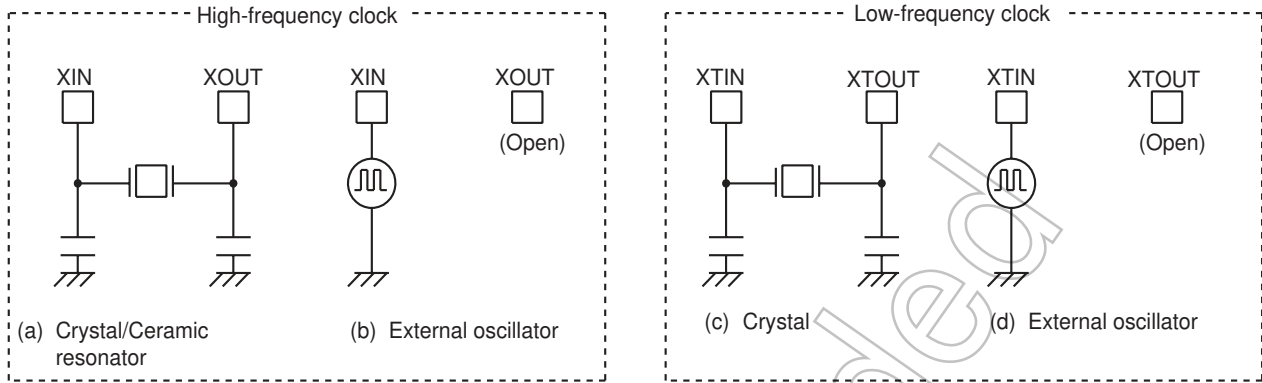 High-frequency clock
XIN XOUT XIN XOUT
(Open)
(a) Crystal/Ceramic resonator
(b) External oscillator
Low-frequency clock
XTIN XTOUT XTIN XTOUT
(Open)
(c) Crystal
(d) External oscillator
ded